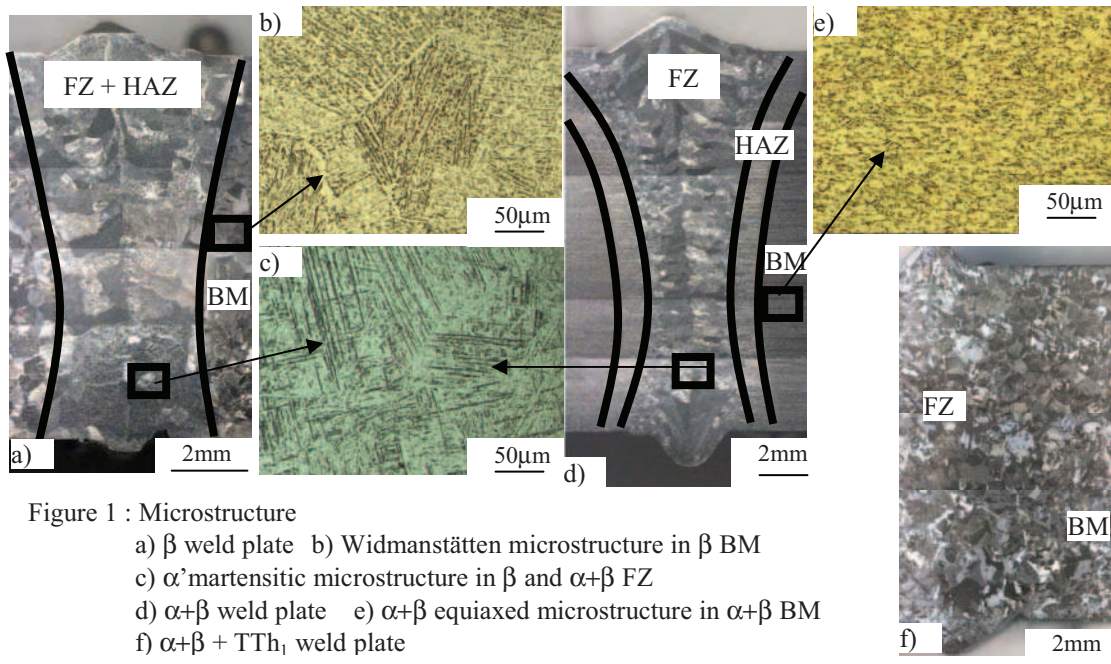 b)
e)
FZ + HAZ
FZ
HAZ
50µm
50µm
c)
BM
BM
FZ
BM
a)
2mm
50µm
d)
2mm
f)
2mm
Figure 1 : Microstructure
a) β weld plate b) Widmanstätten microstructure in β BM
c) α’martensitic microstructure in β and α+β FZ
d) α+β weld plate e) α+β equiaxed microstructure in α+β BM
f) α+β + TTh₁ weld plate